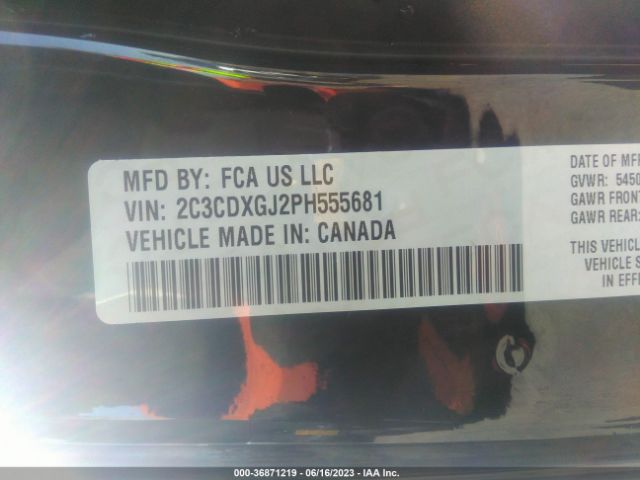 MFD BY: FCA US LLC
VIN: 2C3CDXGJ2PH555681
VEHICLE MADE IN: CANADA
DATE OF MF
GVWR: 5450
GAWR FRONT
GAWR REAR:
THIS VEHICL
VEHICLE S
IN EFF
000-36871219 - 06/16/2023 - IAA Inc.